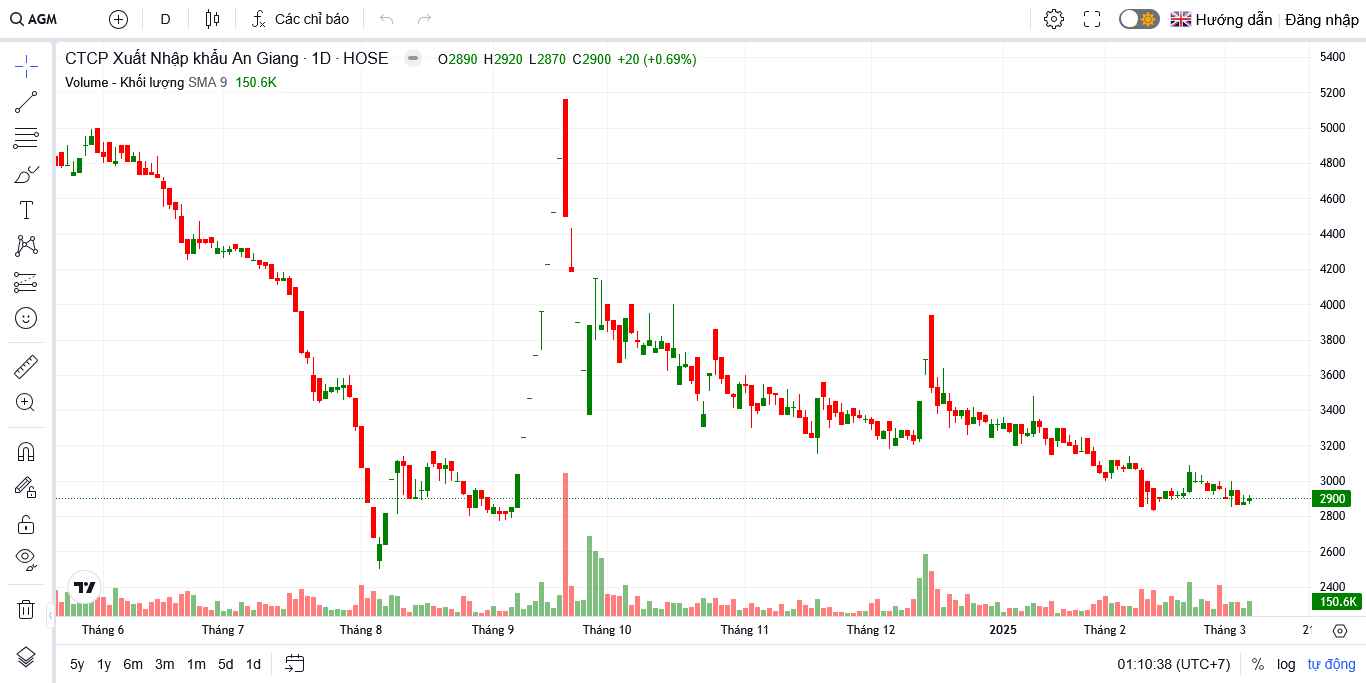 AGM D Các chỉ báo Hướng dẫn Đăng nhập
CTCP Xuất Nhập khẩu An Giang · 1D · HOSE O2890 H2920 L2870 C2900 +20 (+0.69%)
Volume - Khối lượng SMA 9 150.6K
5400
5200
5000
4800
4600
4400
4200
4000
3800
3600
3400
3200
3000
2900
2800
2600
2400
150.6K
Tháng 6 Tháng 7 Tháng 8 Tháng 9 Tháng 10 Tháng 11 Tháng 12 2025 Tháng 2 Tháng 3
5y 1y 6m 3m 1m 5d 1d 01:10:38 (UTC+7) % log tự động